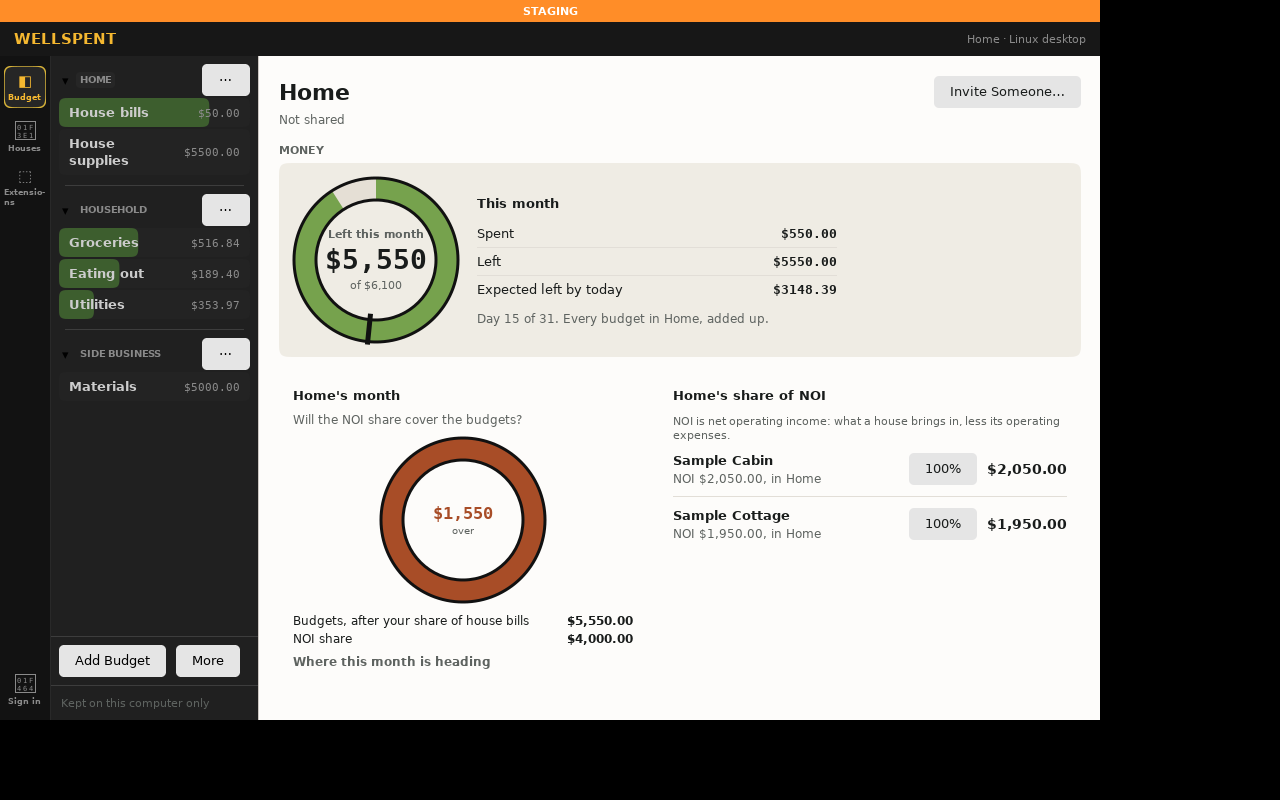 STAGING
WELLSPENT
Home · Linux desktop
Budget
Houses
Extensio-
ns
Sign in
HOME
...
House bills $50.00
House
supplies $5500.00
HOUSEHOLD
...
Groceries $516.84
Eating out $189.40
Utilities $353.97
SIDE BUSINESS
...
Materials $5000.00
Add Budget
More
Kept on this computer only
Home
Invite Someone...
Not shared
MONEY
Left this month
$5,550
of $6,100
This month
Spent $550.00
Left $5550.00
Expected left by today $3148.39
Day 15 of 31. Every budget in Home, added up.
Home's month
Will the NOI share cover the budgets?
$1,550
over
Budgets, after your share of house bills $5,550.00
NOI share $4,000.00
Where this month is heading
Home's share of NOI
NOI is net operating income: what a house brings in, less its operating
expenses.
Sample Cabin
NOI $2,050.00, in Home
100% $2,050.00
Sample Cottage
NOI $1,950.00, in Home
100% $1,950.00